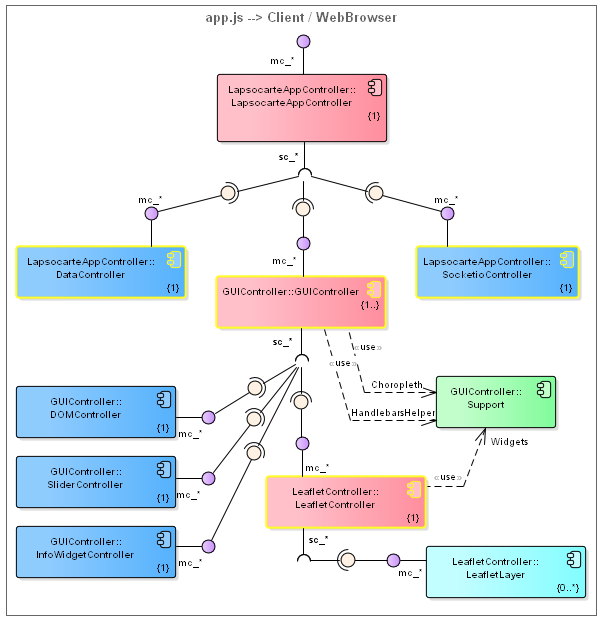 app.js --> Client / WebBrowser
mc_*
LapsocarteAppController::
LapsocarteAppController
{1}
sc_*
mc_*
mc_*
LapsocarteAppController::
DataController
{1}
mc_*
LapsocarteAppController::
SocketioController
{1}
GUIController::GUIController
{1..}
sc_*
«use»
«use»
Choropleth
HandlebarsHelper
GUIController::
Support
GUIController::
DOMController
{1}
mc_*
Widgets
GUIController::
SliderController
{1}
mc_*
mc_*
«use»
LeafletController::
LeafletController
{1}
GUIController::
InfoWidgetController
{1}
mc_*
sc_*
mc_*
LeafletController::
LeafletLayer
{0..*}